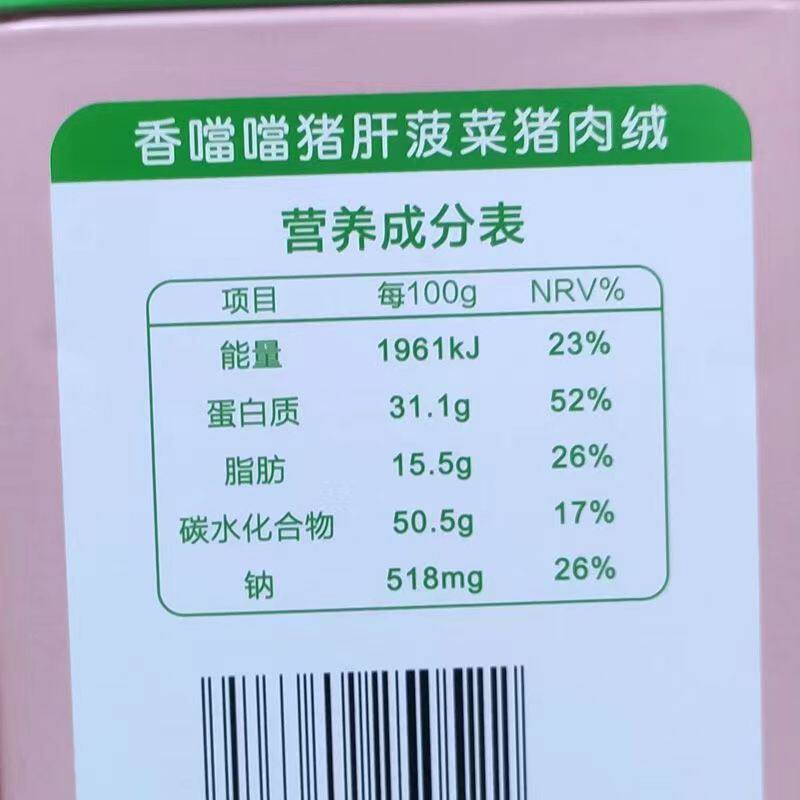 香噹噹猪肝菠菜猪肉绒
营养成分表
项目 每100g NRV%
能量 1961kJ 23%
蛋白质 31.1g 52%
脂肪 15.5g 26%
碳水化合物 50.5g 17%
钠 518mg 26%